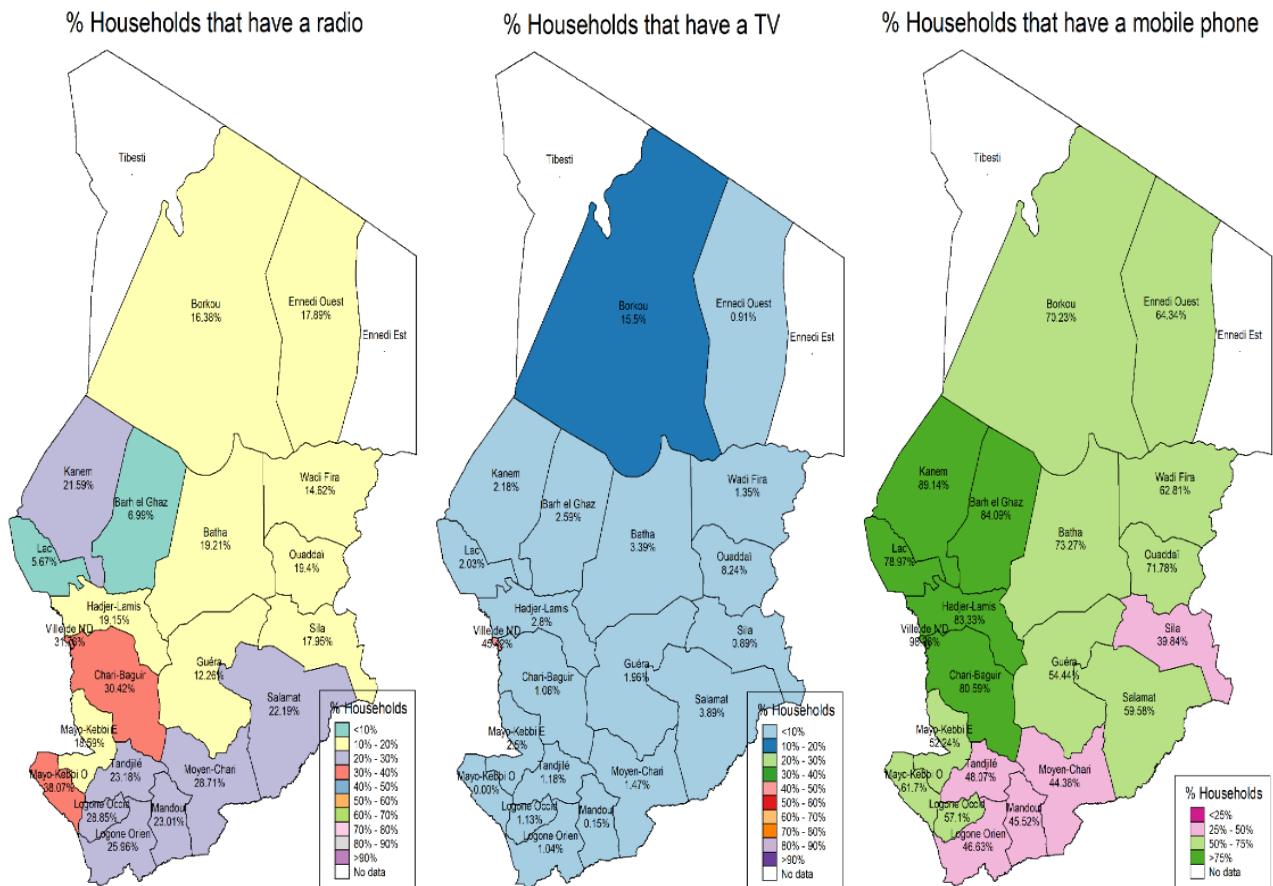 % Households that have a radio
Tibesti
Borkou
16.38%
Ennedi Ouest
17.89%
Ennedi Est
Kanem
21.59%
Barh el Ghaz
6.99%
Wadi Fira
14.62%
Batha
19.21%
Lac
5.67%
Ouaddaï
19.4%
Hadjer-Lamis
19.15%
Ville de N'D
Sila
17.95%
Chari-Baguir
30.42%
Guéra
12.26%
Salamat
22.19%
Mayo-Kebbi E
18.59%
Tandjilé
23.18%
Moyen-Chari
28.71%
Mayo-Kebbi O
38.07%
Logone Occid
28.85%
Mandoul
23.01%
Logone Orien
25.96%
% Households
<10%
10% - 20%
20% - 30%
30% - 40%
40% - 50%
50% - 60%
60% - 70%
70% - 80%
80% - 90%
>90%
No data
% Households that have a TV
Tibesti
Borkou
15.5%
Ennedi Ouest
0.91%
Ennedi Est
Kanem
2.18%
Barh el Ghaz
2.59%
Wadi Fira
1.35%
Batha
3.39%
Lac
2.03%
Ouaddaï
8.24%
Hadjer-Lamis
2.8%
Ville de N'D
Sila
0.89%
Chari-Baguir
1.06%
Guéra
1.96%
Salamat
3.89%
Mayo-Kebbi E
2.5%
Tandjilé
1.18%
Moyen-Chari
1.47%
Mayo-Kebbi O
0.00%
Logone Occid
1.13%
Mandoul
0.15%
Logone Orien
1.04%
% Households
<10%
10% - 20%
20% - 30%
30% - 40%
40% - 50%
50% - 60%
60% - 70%
70% - 80%
80% - 90%
>90%
No data
% Households that have a mobile phone
Tibesti
Borkou
73.23%
Ennedi Ouest
64.34%
Ennedi Est
Kanem
89.14%
Barh el Ghaz
84.09%
Wadi Fira
62.81%
Batha
73.27%
Lac
78.97%
Ouaddaï
71.78%
Hadjer-Lamis
83.33%
Ville de N'D
Sila
39.84%
Chari-Baguir
80.59%
Guéra
54.44%
Salamat
59.58%
Mayo-Kebbi E
52.24%
Tandjilé
48.07%
Moyen-Chari
44.38%
Mayo-Kebbi O
61.7%
Logone Occid
57.1%
Mandoul
45.52%
Logone Orien
46.63%
% Households
<25%
25% - 50%
50% - 75%
>75%
No data